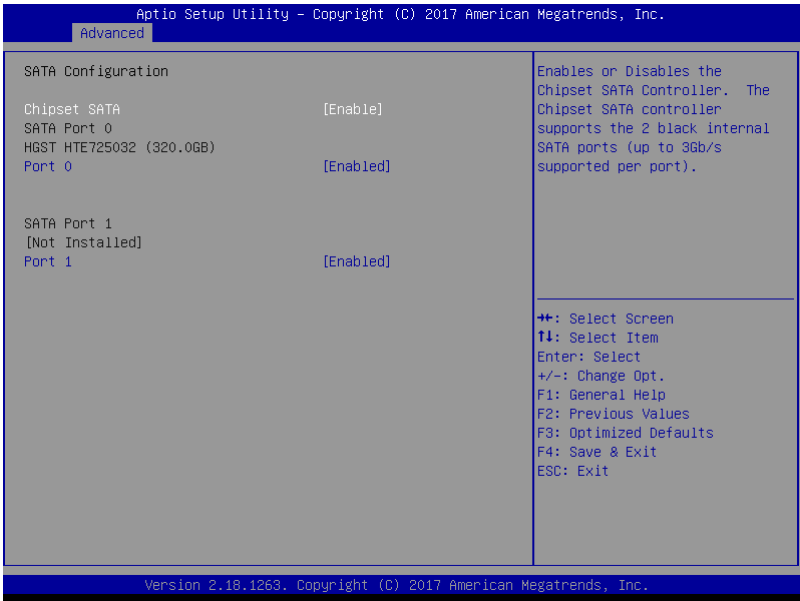 Aptio Setup Utility – Copyright (C) 2017 American Megatrends, Inc.
Advanced
SATA Configuration
Chipset SATA [Enable]
SATA Port 0
HGST HTE725032 (320.0GB)
Port 0 [Enabled]
SATA Port 1
[Not Installed]
Port 1 [Enabled]
Enables or Disables the
Chipset SATA Controller. The
Chipset SATA controller
supports the 2 black internal
SATA ports (up to 3Gb/s
supported per port).
→←: Select Screen
↑↓: Select Item
Enter: Select
+/-: Change Opt.
F1: General Help
F2: Previous Values
F3: Optimized Defaults
F4: Save & Exit
ESC: Exit
Version 2.18.1263. Copyright (C) 2017 American Megatrends, Inc.